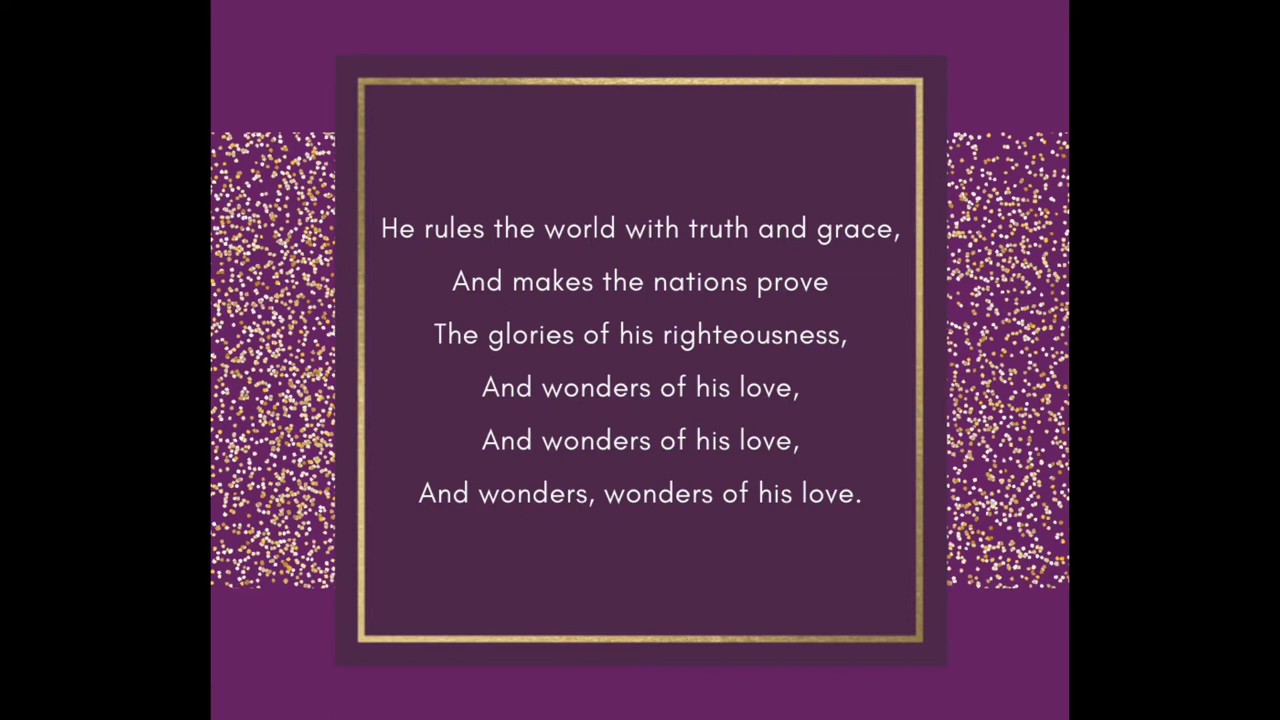 He rules the world with truth and grace,
And makes the nations prove
The glories of his righteousness,
And wonders of his love,
And wonders of his love,
And wonders, wonders of his love.